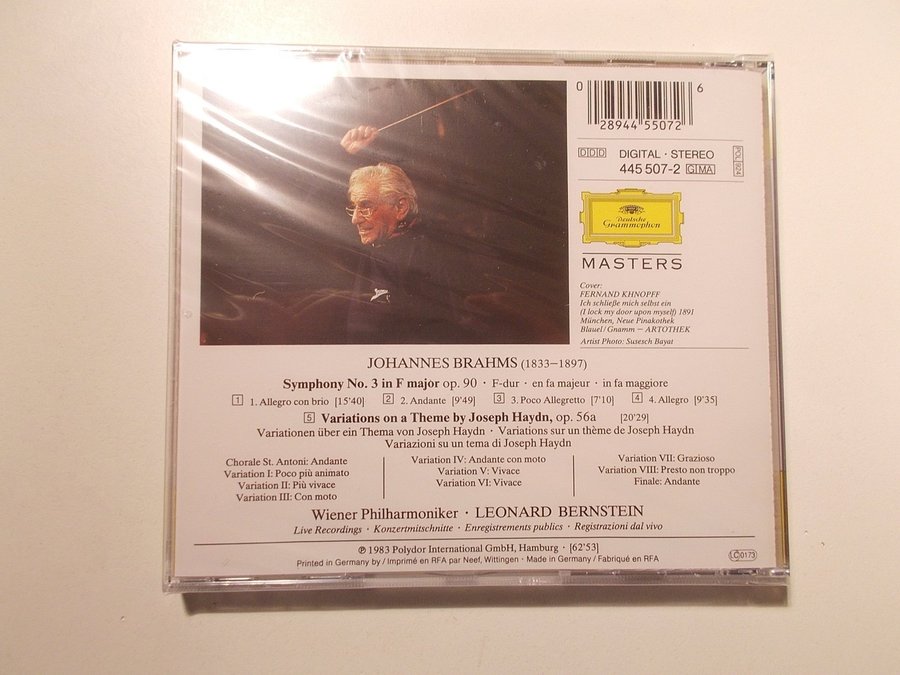 0 28944 55072 6
DDD DIGITAL · STEREO
445 507-2 GIMA
POL 924
Deutsche
Grammophon
MASTERS
Cover:
FERNAND KHNOPFF
Ich schließe mich selbst ein
(I lock my door upon myself) 1891
München, Neue Pinakothek
Blauel/Gnamm – ARTOTHEK
Artist Photo: Susesch Bayat
JOHANNES BRAHMS (1833–1897)
Symphony No. 3 in F major op. 90 · F-dur · en fa majeur · in fa maggiore
1 1. Allegro con brio [15'40] 2 2. Andante [9'49] 3 3. Poco Allegretto [7'10] 4 4. Allegro [9'35]
5 Variations on a Theme by Joseph Haydn, op. 56a [20'29]
Variationen über ein Thema von Joseph Haydn · Variations sur un thème de Joseph Haydn
Variazioni su un tema di Joseph Haydn
Chorale St. Antoni: Andante
Variation I: Poco più animato
Variation II: Più vivace
Variation III: Con moto
Variation IV: Andante con moto
Variation V: Vivace
Variation VI: Vivace
Variation VII: Grazioso
Variation VIII: Presto non troppo
Finale: Andante
Wiener Philharmoniker · LEONARD BERNSTEIN
Live Recordings · Konzertmitschnitte · Enregistrements publics · Registrazioni dal vivo
℗ 1983 Polydor International GmbH, Hamburg · [62'53]
LC 0173
Printed in Germany by / Imprimé en RFA par Neef, Wittingen · Made in Germany / Fabriqué en RFA